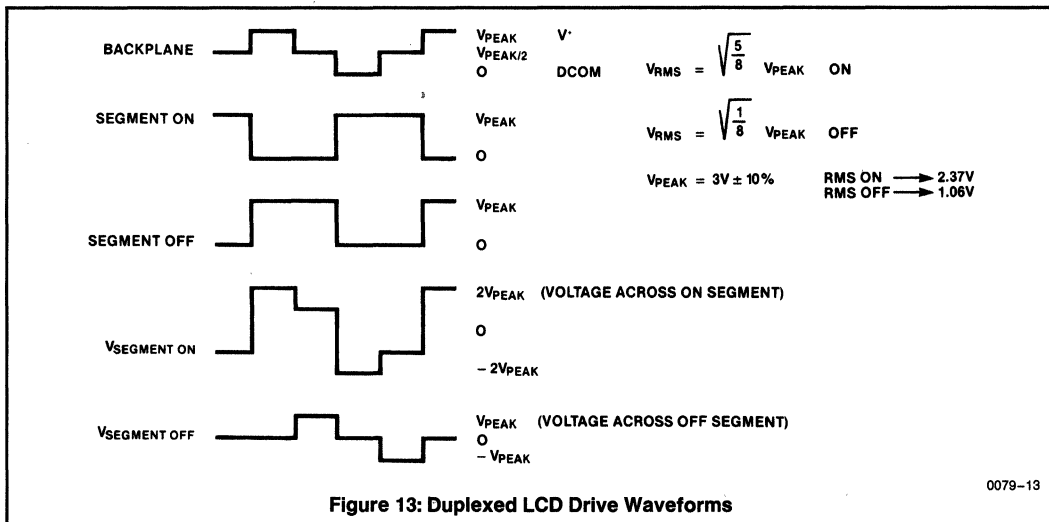 BACKPLANE
VPEAK V+
VPEAK/2
O DCOM
VRMS = √5/8 VPEAK ON
SEGMENT ON
VPEAK
O
VRMS = √1/8 VPEAK OFF
VPEAK = 3V ± 10% RMS ON → 2.37V
RMS OFF → 1.06V
SEGMENT OFF
VPEAK
O
VSEGMENT ON
2VPEAK (VOLTAGE ACROSS ON SEGMENT)
O
– 2VPEAK
VSEGMENT OFF
VPEAK (VOLTAGE ACROSS OFF SEGMENT)
O
– VPEAK
0079–13
Figure 13: Duplexed LCD Drive Waveforms